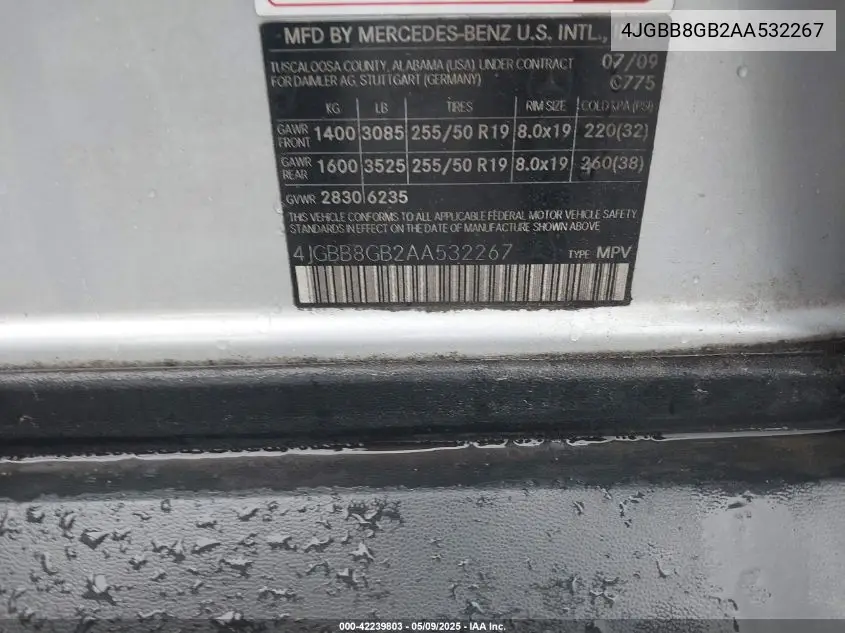 4JGBB8GB2AA532267
MFD BY MERCEDES-BENZ U.S. INTL.,
TUSCALOOSA COUNTY, ALABAMA (USA) UNDER CONTRACT 07/09
FOR DAIMLER AG, STUTTGART (GERMANY) C775
KG LB TIRES RIM SIZE COLD KPA (PSI)
GAWR FRONT 1400 3085 255/50 R19 8.0x19 220(32)
GAWR REAR 1600 3525 255/50 R19 8.0x19 260(38)
GVWR 2830 6235
THIS VEHICLE CONFORMS TO ALL APPLICABLE FEDERAL MOTOR VEHICLE SAFETY
STANDARDS IN EFFECT ON THE DATE OF MANUFACTURE SHOWN ABOVE
4JGBB8GB2AA532267 TYPE MPV
000-42239803 - 05/09/2025 - IAA Inc.